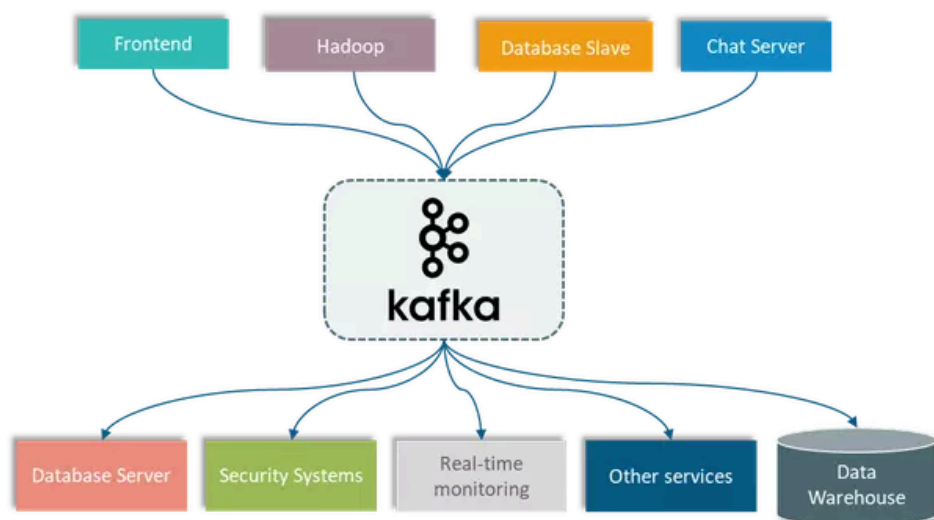 Frontend
Hadoop
Database Slave
Chat Server
kafka
Database Server
Security Systems
Real-time
monitoring
Other services
Data
Warehouse